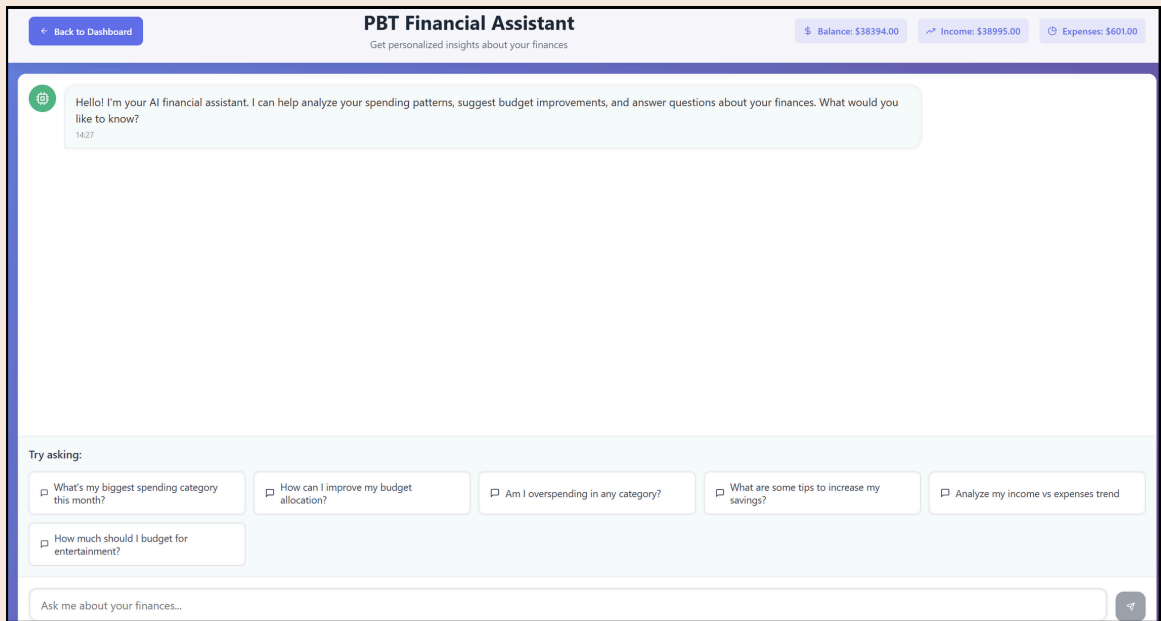 ← Back to Dashboard
PBT Financial Assistant
Get personalized insights about your finances
$ Balance: $38394.00
Income: $38995.00
Expenses: $601.00
Hello! I'm your AI financial assistant. I can help analyze your spending patterns, suggest budget improvements, and answer questions about your finances. What would you
like to know?
14:27
Try asking:
What's my biggest spending category
this month?
How can I improve my budget
allocation?
Am I overspending in any category?
What are some tips to increase my
savings?
Analyze my income vs expenses trend
How much should I budget for
entertainment?
Ask me about your finances...